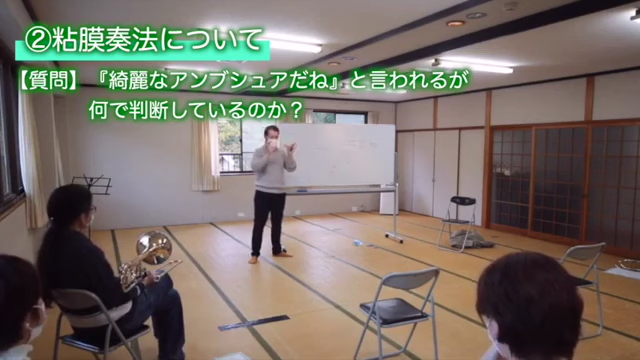 ②粘膜奏法について
【質問】『綺麗なアンブシュアだね』と言われるが
何で判断しているのか？